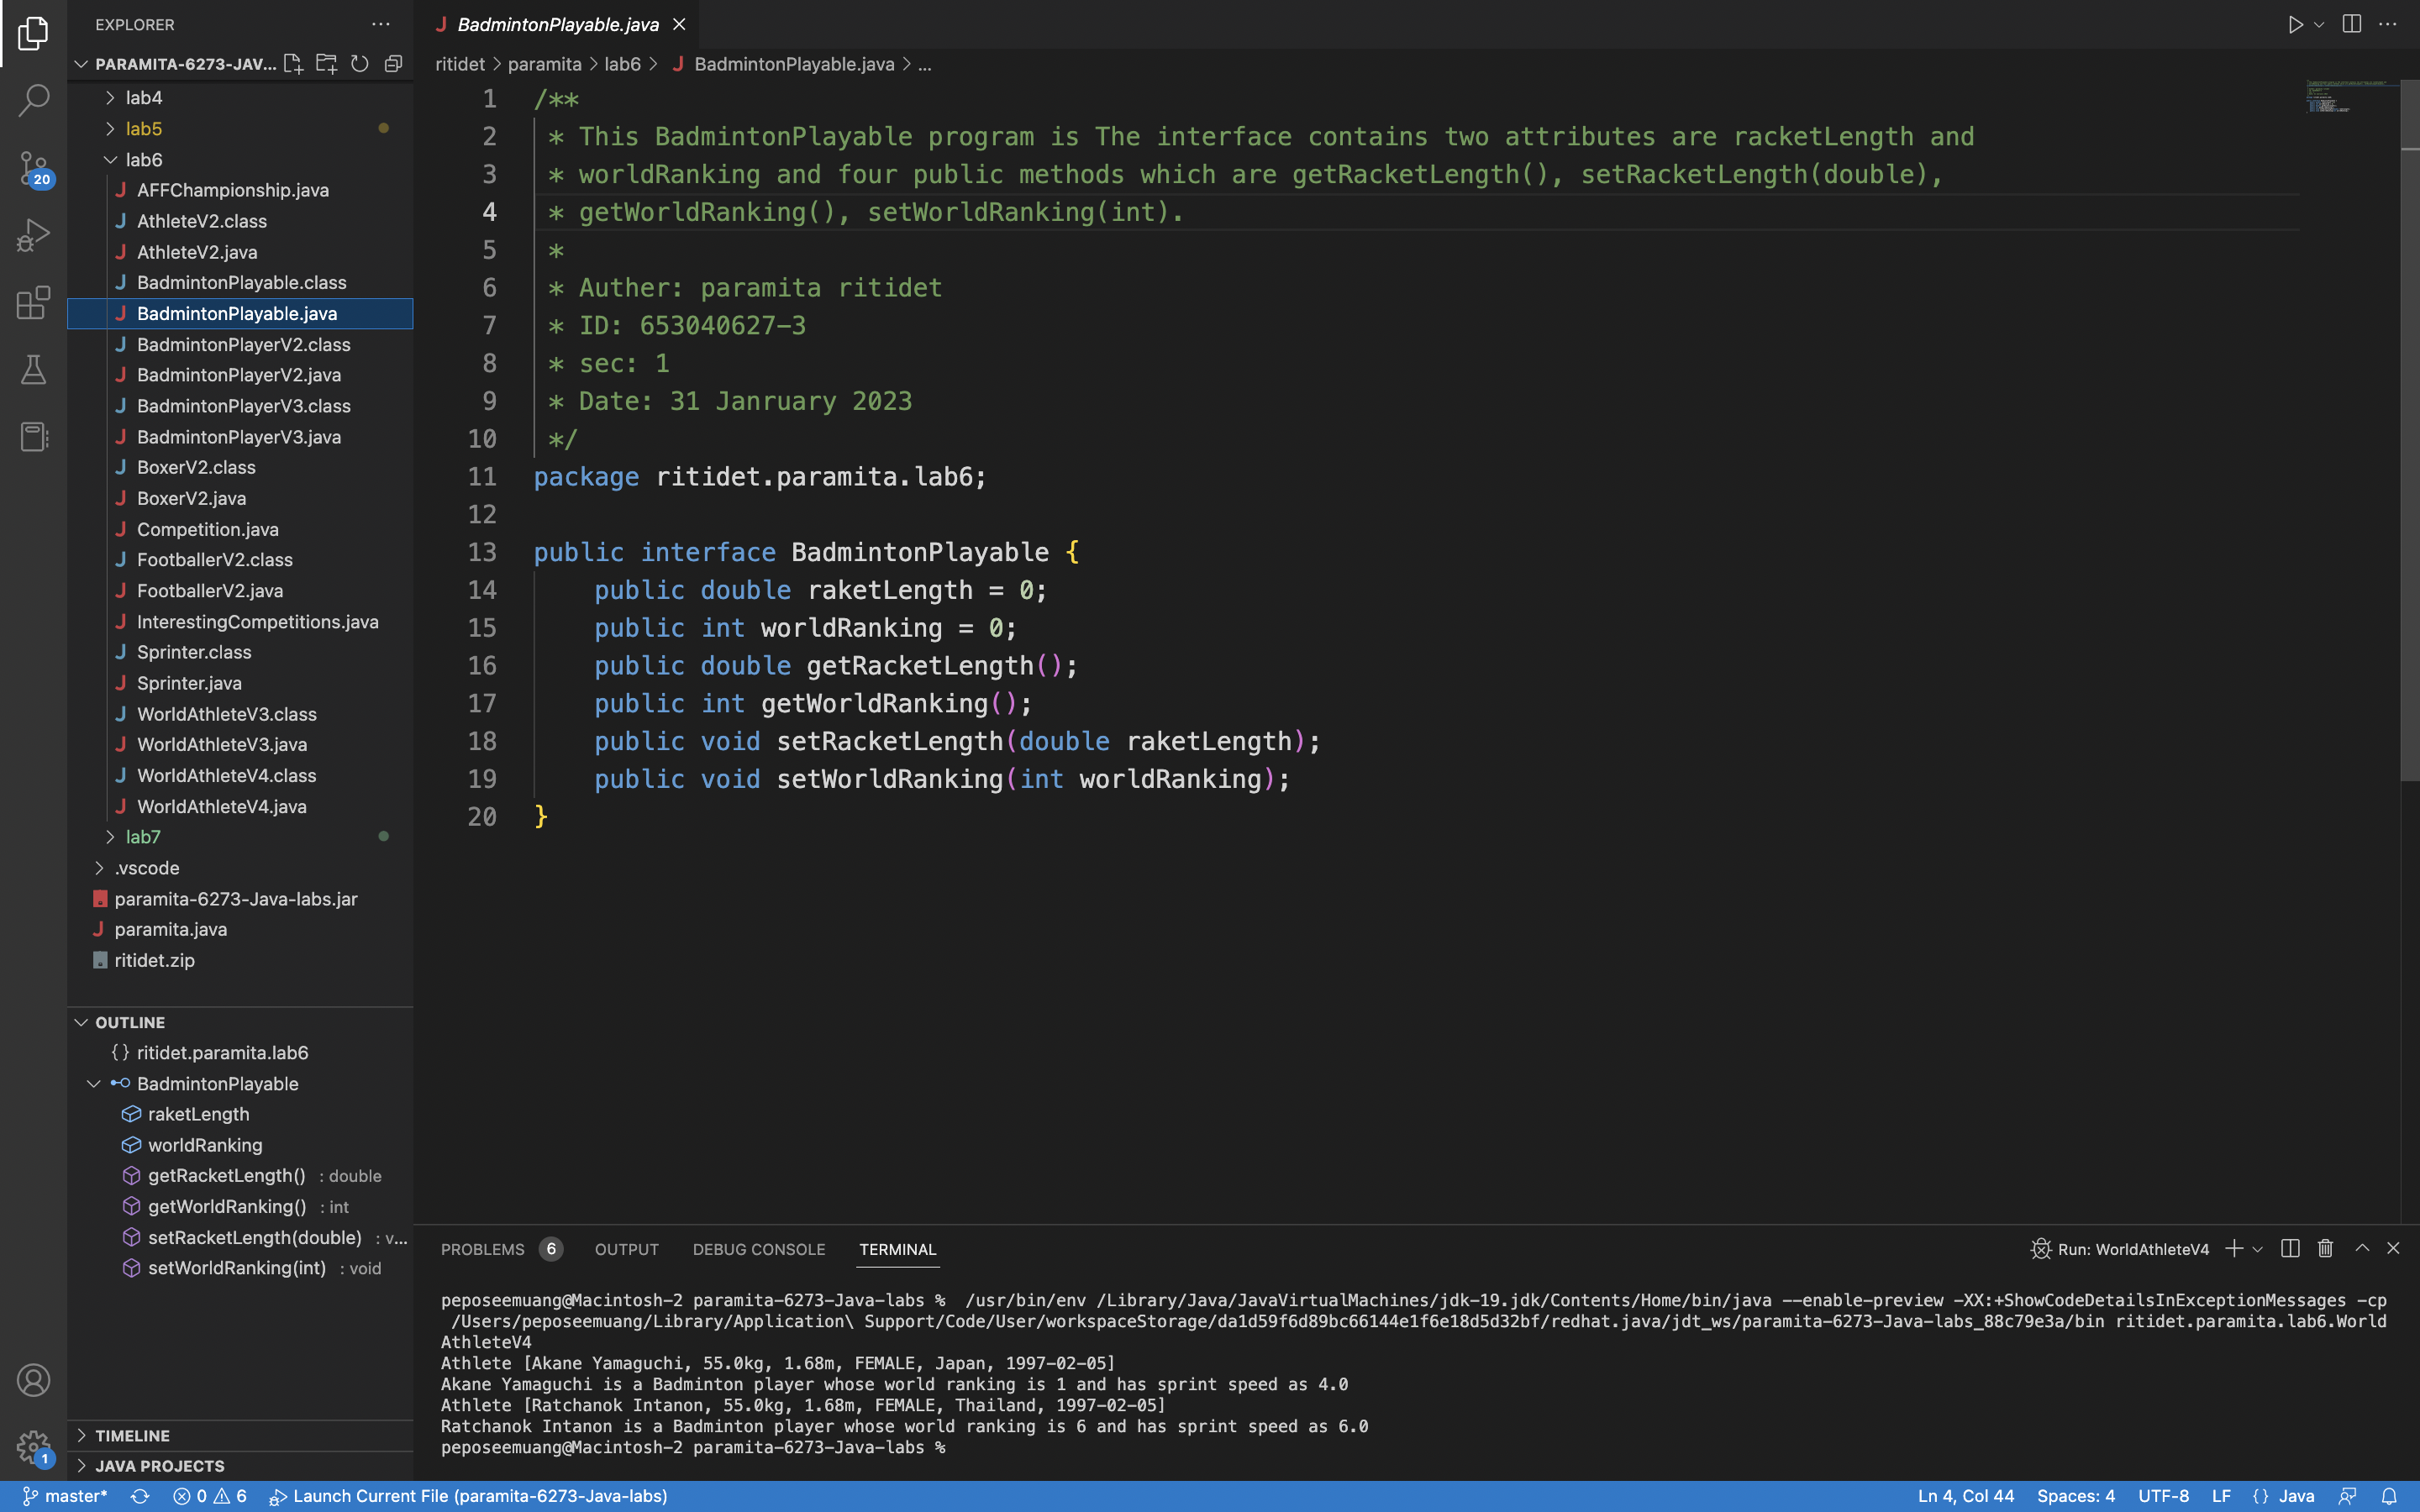 EXPLORER
PARAMITA-6273-JAV...
lab4
lab5
lab6
AFFChampionship.java
AthleteV2.class
AthleteV2.java
BadmintonPlayable.class
BadmintonPlayable.java
BadmintonPlayerV2.class
BadmintonPlayerV2.java
BadmintonPlayerV3.class
BadmintonPlayerV3.java
BoxerV2.class
BoxerV2.java
Competition.java
FootballerV2.class
FootballerV2.java
InterestingCompetitions.java
Sprinter.class
Sprinter.java
WorldAthleteV3.class
WorldAthleteV3.java
WorldAthleteV4.class
WorldAthleteV4.java
lab7
.vscode
paramita-6273-Java-labs.jar
paramita.java
ritidet.zip
OUTLINE
{} ritidet.paramita.lab6
BadmintonPlayable
raketLength
worldRanking
getRacketLength() : double
getWorldRanking() : int
setRacketLength(double) : v...
setWorldRanking(int) : void
TIMELINE
JAVA PROJECTS
20
1
J BadmintonPlayable.java
ritidet > paramita > lab6 > J BadmintonPlayable.java > ...
1 /**
2 * This BadmintonPlayable program is The interface contains two attributes are racketLength and
3 * worldRanking and four public methods which are getRacketLength(), setRacketLength(double),
4 * getWorldRanking(), setWorldRanking(int).
5 *
6 * Auther: paramita ritidet
7 * ID: 653040627-3
8 * sec: 1
9 * Date: 31 Janruary 2023
10 */
11 package ritidet.paramita.lab6;
12
13 public interface BadmintonPlayable {
14 public double raketLength = 0;
15 public int worldRanking = 0;
16 public double getRacketLength();
17 public int getWorldRanking();
18 public void setRacketLength(double raketLength);
19 public void setWorldRanking(int worldRanking);
20 }
PROBLEMS 6 OUTPUT DEBUG CONSOLE TERMINAL Run: WorldAthleteV4
peposeemuang@Macintosh-2 paramita-6273-Java-labs % /usr/bin/env /Library/Java/JavaVirtualMachines/jdk-19.jdk/Contents/Home/bin/java --enable-preview -XX:+ShowCodeDetailsInExceptionMessages -cp
/Users/peposeemuang/Library/Application\ Support/Code/User/workspaceStorage/da1d59f6d89bc66144e1f6e18d5d32bf/redhat.java/jdt_ws/paramita-6273-Java-labs_88c79e3a/bin ritidet.paramita.lab6.World
AthleteV4
Athlete [Akane Yamaguchi, 55.0kg, 1.68m, FEMALE, Japan, 1997-02-05]
Akane Yamaguchi is a Badminton player whose world ranking is 1 and has sprint speed as 4.0
Athlete [Ratchanok Intanon, 55.0kg, 1.68m, FEMALE, Thailand, 1997-02-05]
Ratchanok Intanon is a Badminton player whose world ranking is 6 and has sprint speed as 6.0
peposeemuang@Macintosh-2 paramita-6273-Java-labs %
master* 0 6 Launch Current File (paramita-6273-Java-labs) Ln 4, Col 44 Spaces: 4 UTF-8 LF {} Java